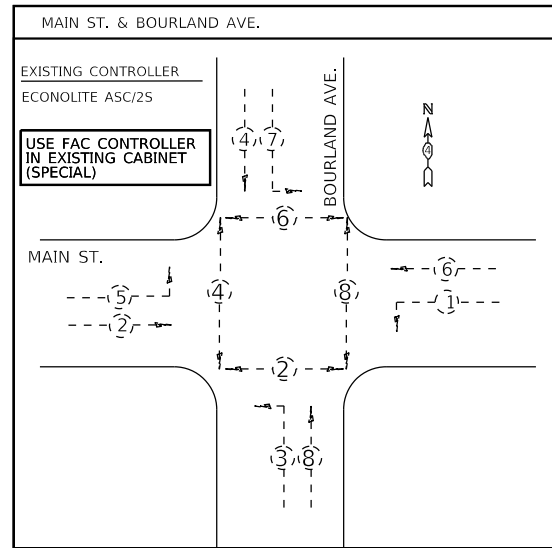 MAIN ST. & BOURLAND AVE.
EXISTING CONTROLLER
ECONOLITE ASC/2S
USE FAC CONTROLLER
IN EXISTING CABINET
(SPECIAL)
BOURLAND AVE.
N
4
4 7
6
MAIN ST.
6
5
4
8
1
2
2
3 8